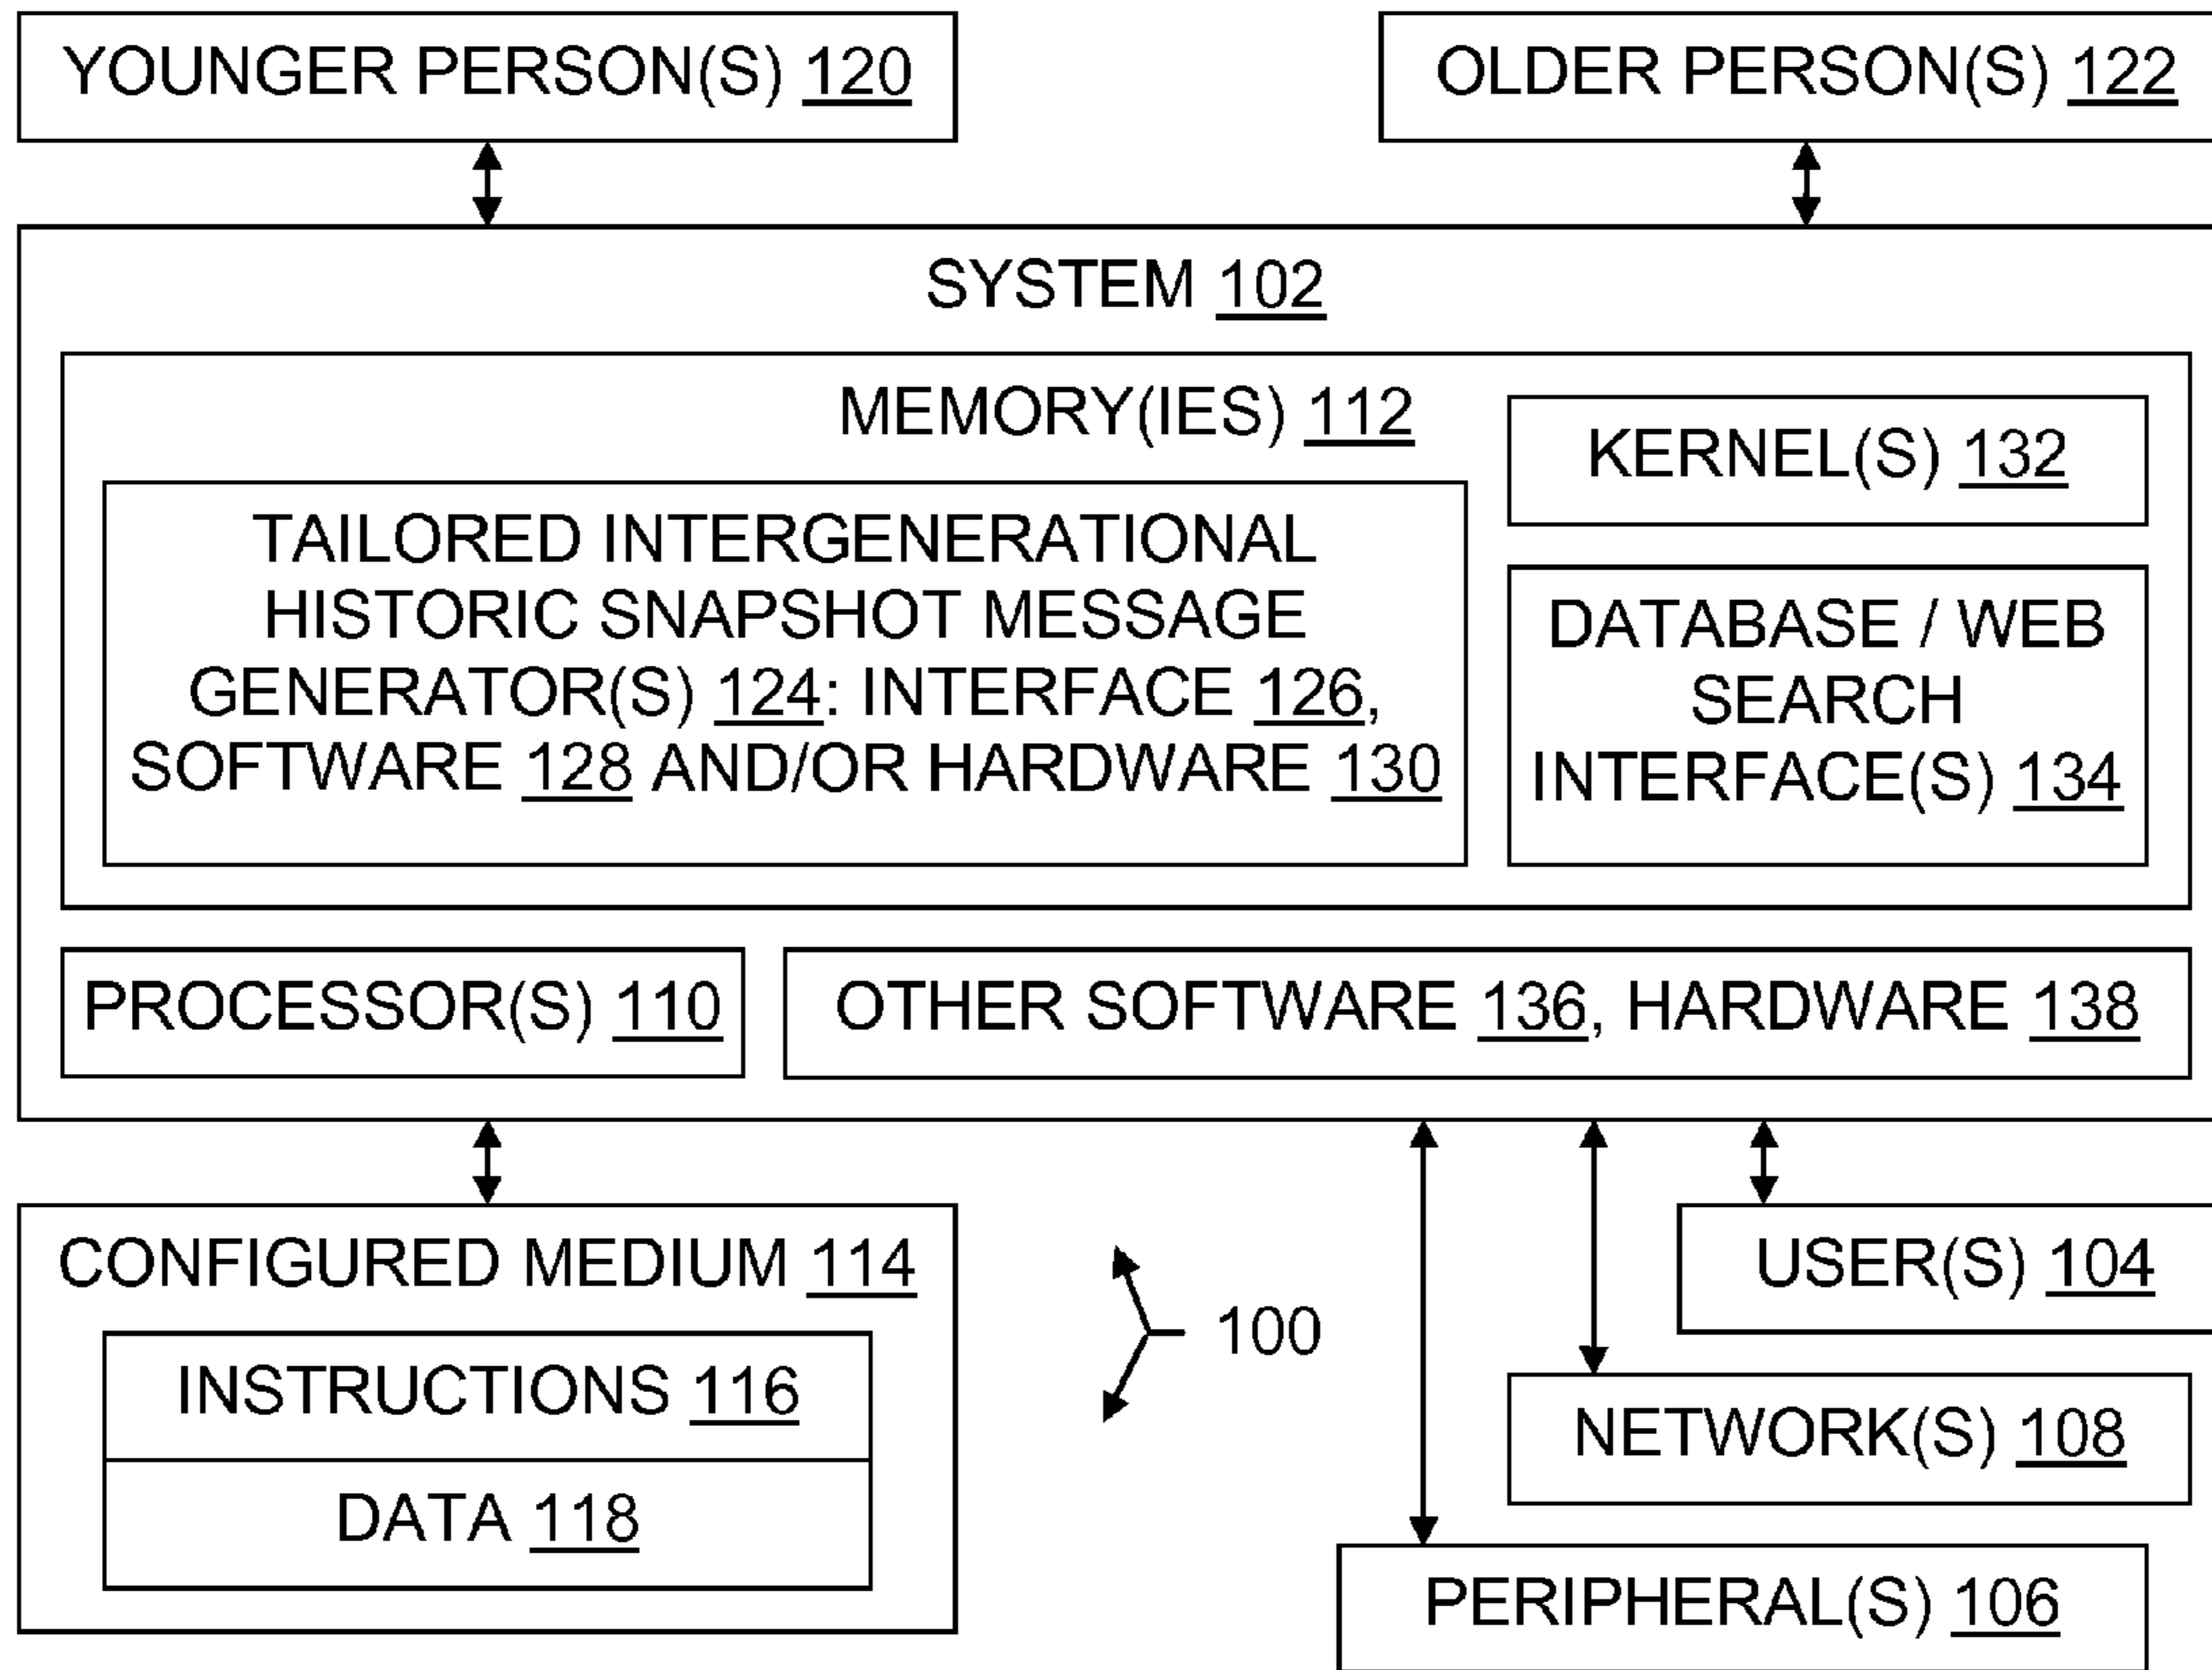 YOUNGER PERSON(S) 120
OLDER PERSON(S) 122
SYSTEM 102
MEMORY(IES) 112
KERNEL(S) 132
TAILORED INTERGENERATIONAL
HISTORIC SNAPSHOT MESSAGE
GENERATOR(S) 124: INTERFACE 126,
SOFTWARE 128 AND/OR HARDWARE 130
DATABASE / WEB
SEARCH
INTERFACE(S) 134
PROCESSOR(S) 110
OTHER SOFTWARE 136, HARDWARE 138
CONFIGURED MEDIUM 114
INSTRUCTIONS 116
DATA 118
100
USER(S) 104
NETWORK(S) 108
PERIPHERAL(S) 106